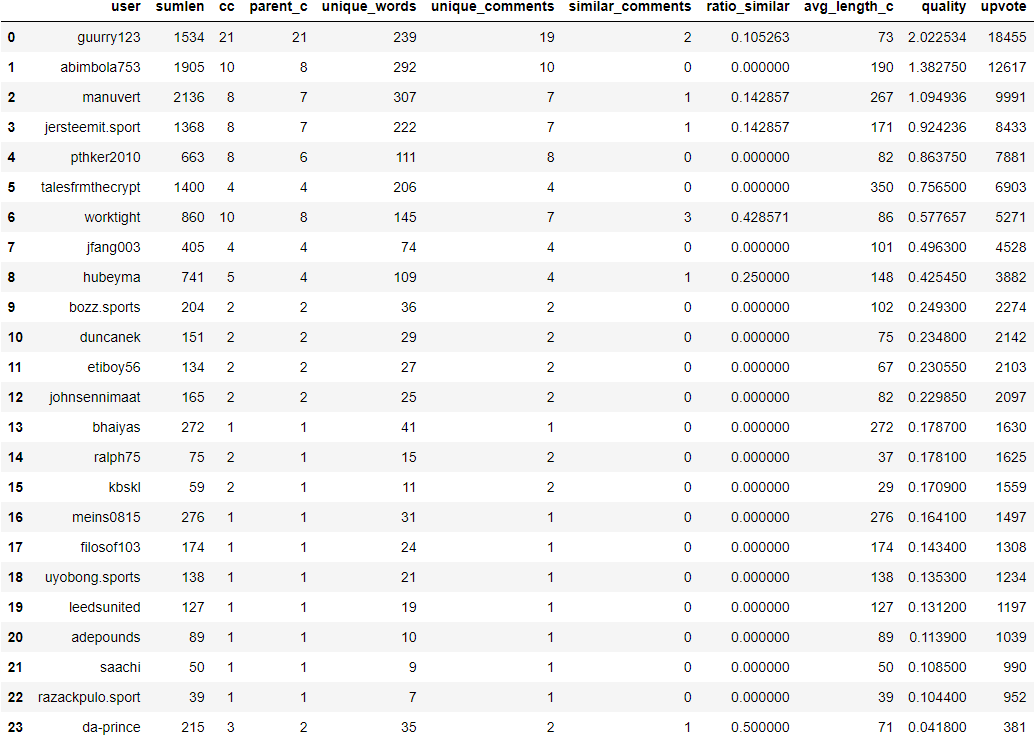 user sumlen cc parent_c unique_words unique_comments similar_comments ratio_similar avg_length_c quality upvote
0 guurry123 1534 21 21 239 19 2 0.105263 73 2.022534 18455
1 abimbola753 1905 10 8 292 10 0 0.000000 190 1.382750 12617
2 manuvert 2136 8 7 307 7 1 0.142857 267 1.094936 9991
3 jersteemit.sport 1368 8 7 222 7 1 0.142857 171 0.924236 8433
4 pthker2010 663 8 6 111 8 0 0.000000 82 0.863750 7881
5 talesfrmthecrypt 1400 4 4 206 4 0 0.000000 350 0.756500 6903
6 worktight 860 10 8 145 7 3 0.428571 86 0.577657 5271
7 jfang003 405 4 4 74 4 0 0.000000 101 0.496300 4528
8 hubeyma 741 5 4 109 4 1 0.250000 148 0.425450 3882
9 bozz.sports 204 2 2 36 2 0 0.000000 102 0.249300 2274
10 duncanek 151 2 2 29 2 0 0.000000 75 0.234800 2142
11 etiboy56 134 2 2 27 2 0 0.000000 67 0.230550 2103
12 johnsennimaat 165 2 2 25 2 0 0.000000 82 0.229850 2097
13 bhaiyas 272 1 1 41 1 0 0.000000 272 0.178700 1630
14 ralph75 75 2 1 15 2 0 0.000000 37 0.178100 1625
15 kbskl 59 2 1 11 2 0 0.000000 29 0.170900 1559
16 meins0815 276 1 1 31 1 0 0.000000 276 0.164100 1497
17 filosof103 174 1 1 24 1 0 0.000000 174 0.143400 1308
18 uyobong.sports 138 1 1 21 1 0 0.000000 138 0.135300 1234
19 leedsunited 127 1 1 19 1 0 0.000000 127 0.131200 1197
20 adepounds 89 1 1 10 1 0 0.000000 89 0.113900 1039
21 saachi 50 1 1 9 1 0 0.000000 50 0.108500 990
22 razackpulo.sport 39 1 1 7 1 0 0.000000 39 0.104400 952
23 da-prince 215 3 2 35 2 1 0.500000 71 0.041800 381